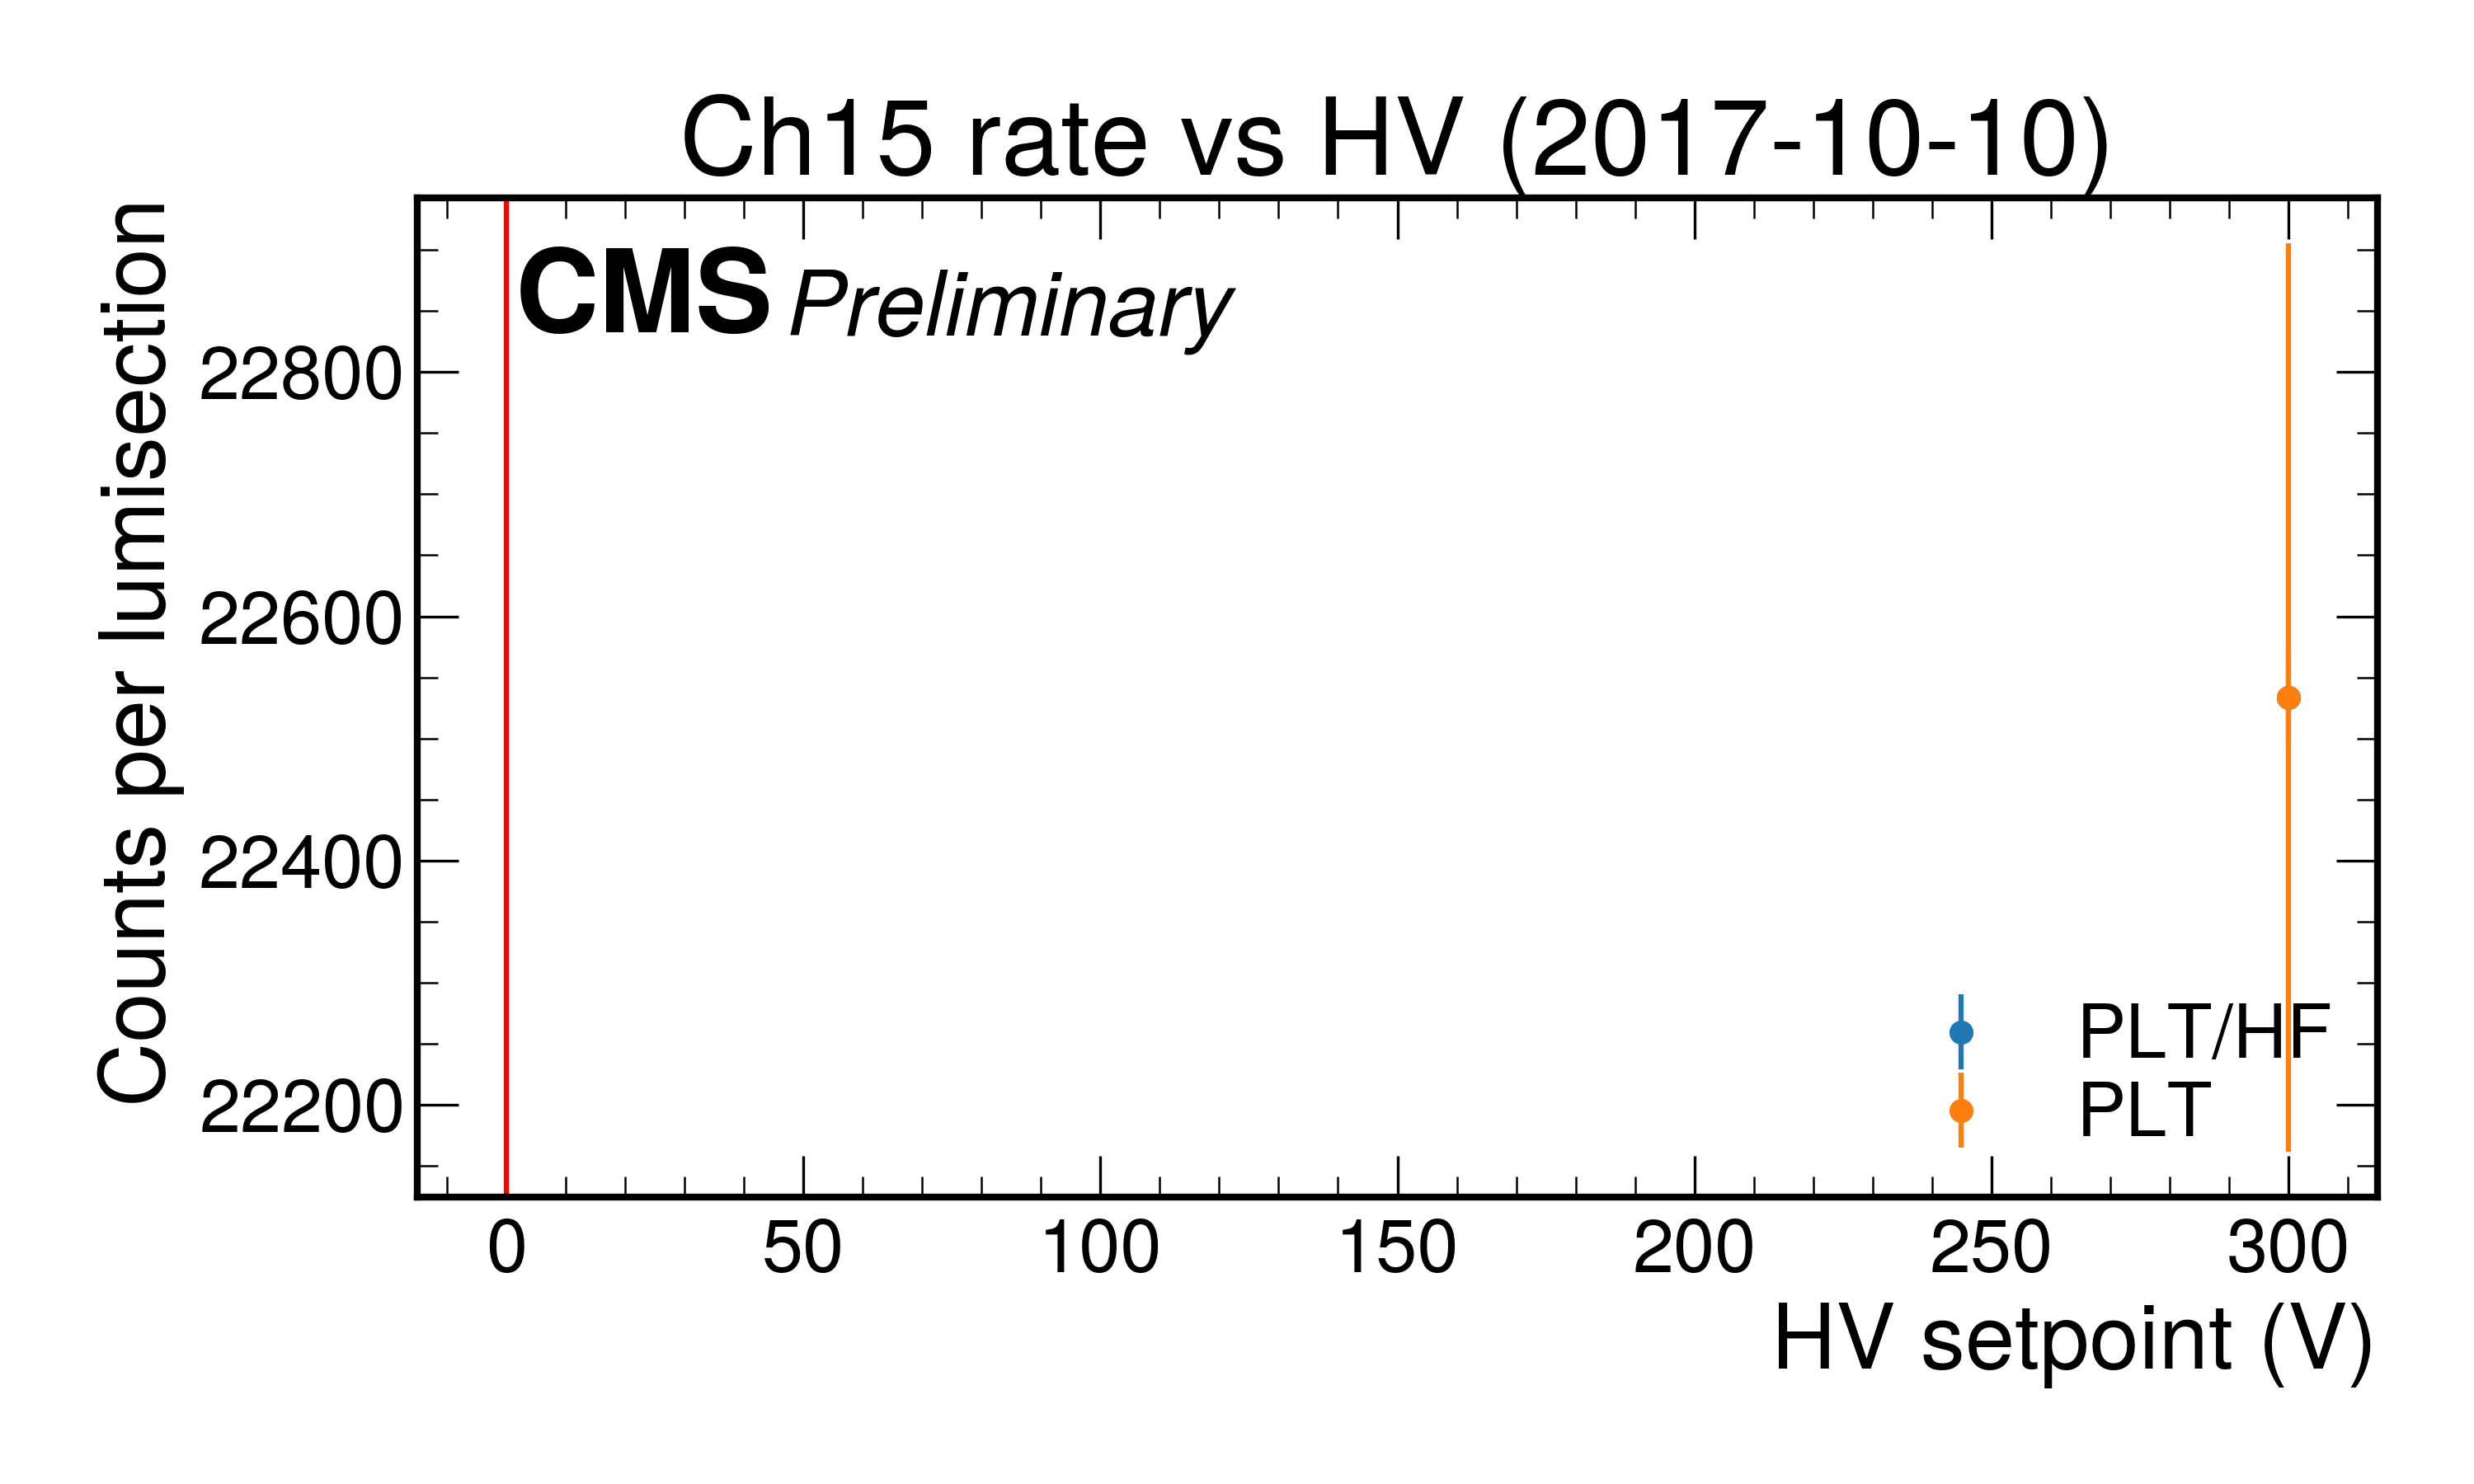 Ch15 rate vs HV (2017-10-10)
CMS Preliminary
Counts per lumisection
22800
22600
22400
22200
PLT/HF
PLT
0 50 100 150 200 250 300
HV setpoint (V)